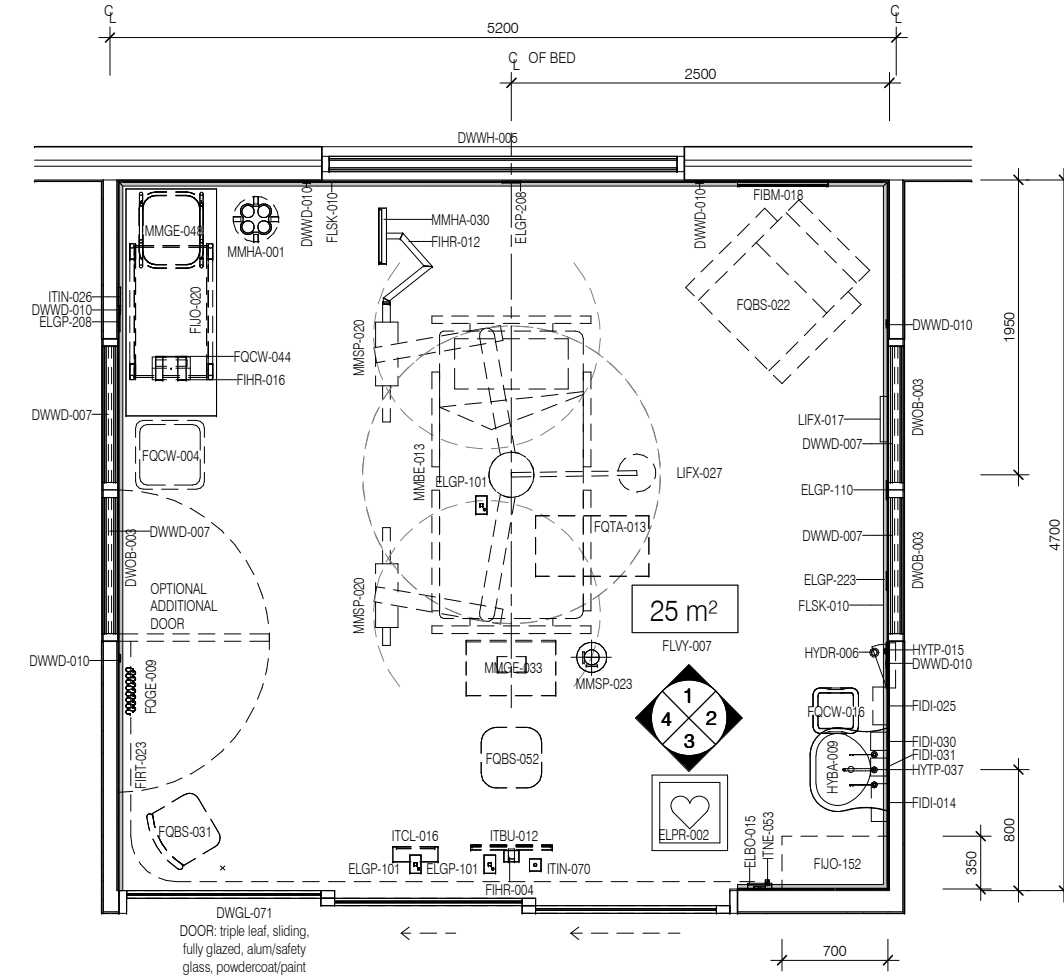 CL
CL
5200
CL OF BED
2500
DWWH-005
MMGE-048
MMHA-001
DWWD-010
FLSK-010
MMHA-030
FIHR-012
ELGP-208
DWWD-010
FIBM-018
ITIN-026
DWWD-010
ELGP-208
FIJO-020
FQBS-022
DWWD-010
1950
MMSP-020
FQCW-044
FIHR-016
DWWD-007
FQCW-004
MMBE-013
ELGP-101
LIFX-027
LIFX-017
DWWD-007
DWOB-003
ELGP-110
4700
DWOB-003
DWWD-007
FQTA-013
DWWD-007
DWOB-003
OPTIONAL
ADDITIONAL
DOOR
MMSP-020
25 m²
ELGP-223
FLSK-010
FLVY-007
DWWD-010
FQGE-009
MMGE-033
MMSP-023
HYDR-006
HYTP-015
DWWD-010
1
4 2
3
FQCW-016
FIDI-025
FIRT-023
FQBS-052
HYBA-009
FIDI-030
FIDI-031
HYTP-037
FIDI-014
800
FQBS-031
ITCL-016
ITBU-012
ELPR-002
ELGP-101
ELGP-101
ITIN-070
FIHR-004
ELBO-015
ITNE-053
FIJO-152
350
DWGL-071
DOOR: triple leaf, sliding,
fully glazed, alum/safety
glass, powdercoat/paint
700